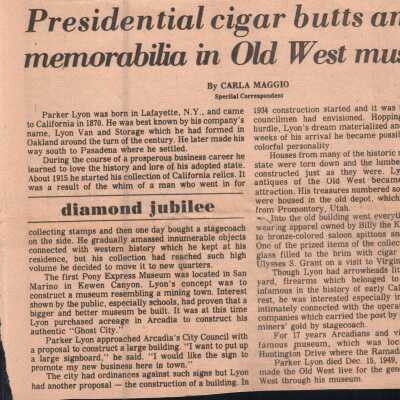 Presidential cigar butts an
memorabilia in Old West mus
By CARLA MAGGIO
Special Correspondent
Parker Lyon was born in Lafayette, N.Y., and came
to California in 1870. He was best known by his company's
name, Lyon Van and Storage which he had formed in
Oakland around the turn of the century. He later made his
way south to Pasadena where he settled.
During the course of a prosperous business career he
learned to love the history and lore of his adopted state.
About 1915 he started his collection of California relics. It
was a result of the whim of a man who went in for
diamond jubilee
collecting stamps and then one day bought a stagecoach
on the side. He gradually amassed innumerable objects
connected with western history which he kept at his
residence, but his collection had reached such high
volume he decided to move it to new quarters.
The first Pony Express Museum was located in San
Marino in Kewen Canyon. Lyon's concept was to
construct a museum resembling a mining town. Interest
shown by the public, especially schools, had proven that a
bigger and better museum be built. It was at this time
Lyon purchased acreage in Arcadia to construct his
authentic "Ghost City."
Parker Lyon approached Arcadia's City Council with
a proposal to construct a large building. "I want to put up
a large signboard," he said. "I would like the sign to
promote my new business here in town."
The city had ordinances against such signs but Lyon
had another proposal — the construction of a building. In
1934 construction started and it was
councilmen had envisioned. Hopping
hurdle, Lyon's dream materialized an
weeks of his arrival he became possi
colorful personality
Houses from many of the historic
state were torn down and the lumbe
constructed just as they were. Ly
antiques of the Old West became
attraction. His treasures numbered so
were housed in the old depot, which
from Promontory, Utah.
Into the old building went everyth
wearing apparel owned by Billy the K
to bronze-colored saloon spittoons an
One of the prized items of the collect
glass filled to the brim with cigar
Ulysses S. Grant on a visit to Virgin
Though Lyon had arrowheads lit
yard, firearms which belonged to
infamous in the history of early Calif
rest, he was interested especially i
intimately connected with the operat
companies which carried the post by
miners' gold by stagecoach.
For 17 years Arcadians and vi
famous museum, which was loc
Huntington Drive where the Ramad
Parker Lyon died Dec. 15, 1949,
made the Old West live for the gene
West through his museum.